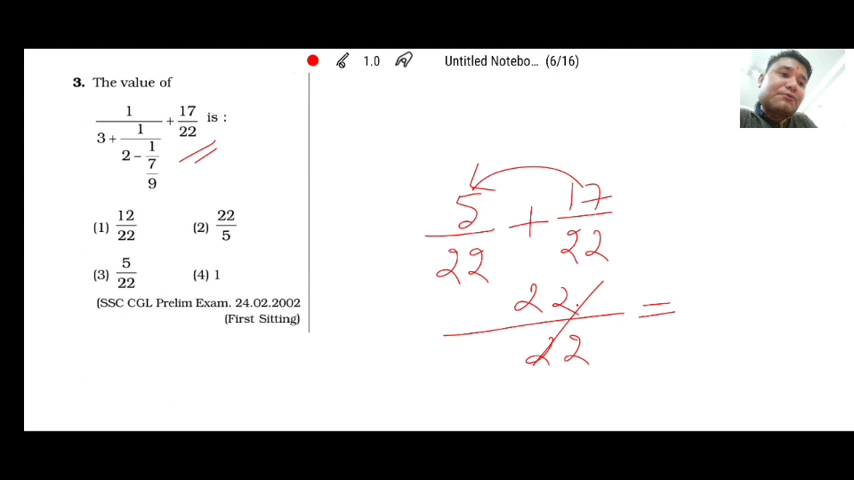 1.0 Untitled Notebo... (6/16)
3. The value of
1
3 +
1
2 −
1
7
9
+ 17/22 is :
(1) 12/22 (2) 22/5
(3) 5/22 (4) 1
(SSC CGL Prelim Exam. 24.02.2002
(First Sitting)
5/22 + 17/22
22/22 =